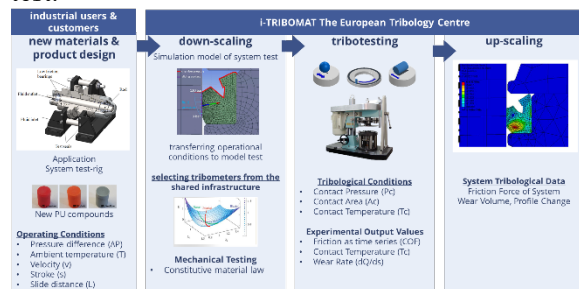 industrial users &
customers
i-TRIBOMAT The European Tribology Centre
new materials &
product design
Rod
Application
System test-rig
New PU compounds
Operating Conditions
• Pressure difference (ΔP)
• Ambient temperature (T)
• Velocity (v)
• Stroke (s)
• Slide distance (L)
down-scaling
Simulation model of system test
transferring operational
conditions to model test
selecting tribometers from the
shared infrastructure
Mechanical Testing
• Constitutive material law
tribotesting
Tribological Conditions
• Contact Pressure (Pc)
• Contact Area (Ac)
• Contact Temperature (Tc)
Experimental Output Values
• Friction as time series (COF)
• Contact Temperature (Tc)
• Wear Rate (dQ/ds)
up-scaling
System Tribological Data
Friction Force of System
Wear Volume, Profile Change